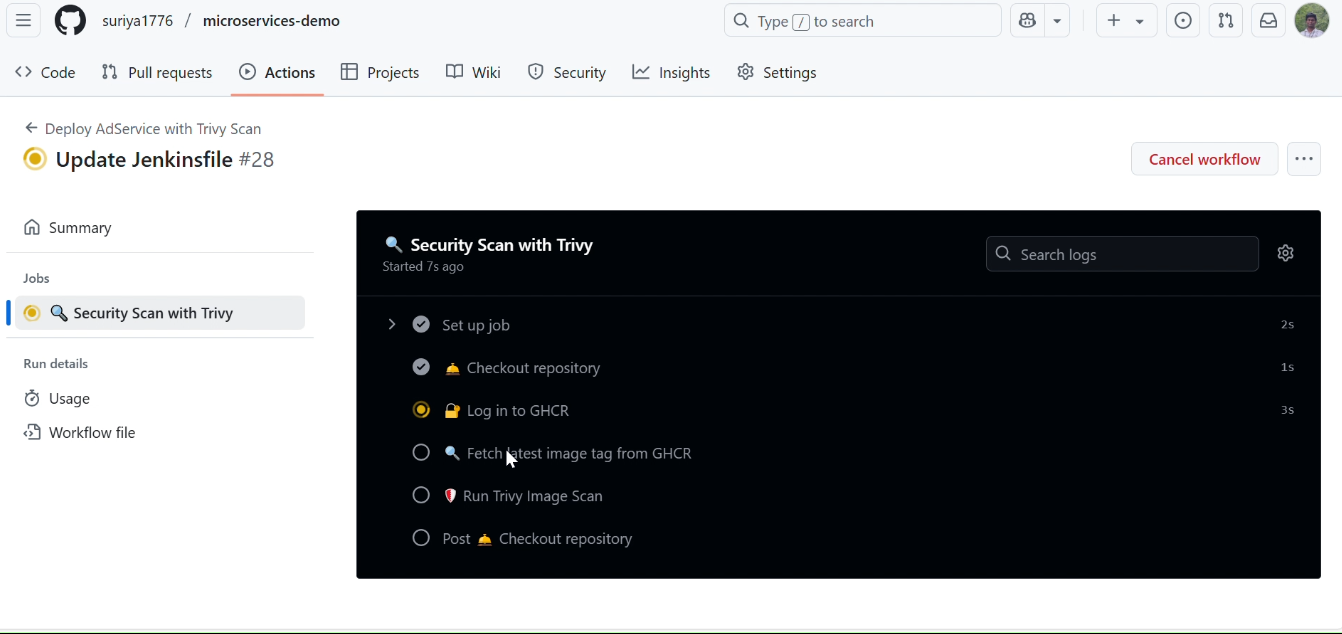 suriya1776 / microservices-demo
Type / to search
Code Pull requests Actions Projects Wiki Security Insights Settings
← Deploy AdService with Trivy Scan
Update Jenkinsfile #28
Cancel workflow
Summary
Jobs
Security Scan with Trivy
Run details
Usage
Workflow file
Security Scan with Trivy
Started 7s ago
Search logs
Set up job 2s
Checkout repository 1s
Log in to GHCR 3s
Fetch latest image tag from GHCR
Run Trivy Image Scan
Post Checkout repository